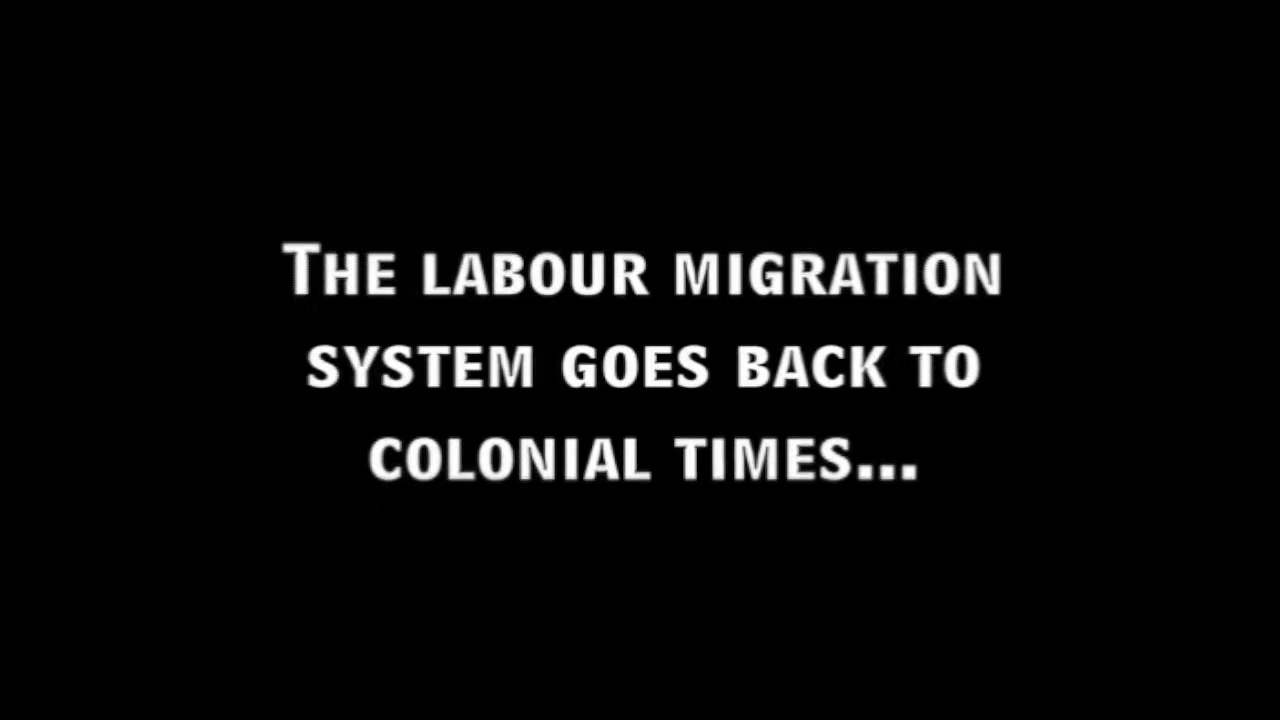 The labour migration
system goes back to
colonial times...